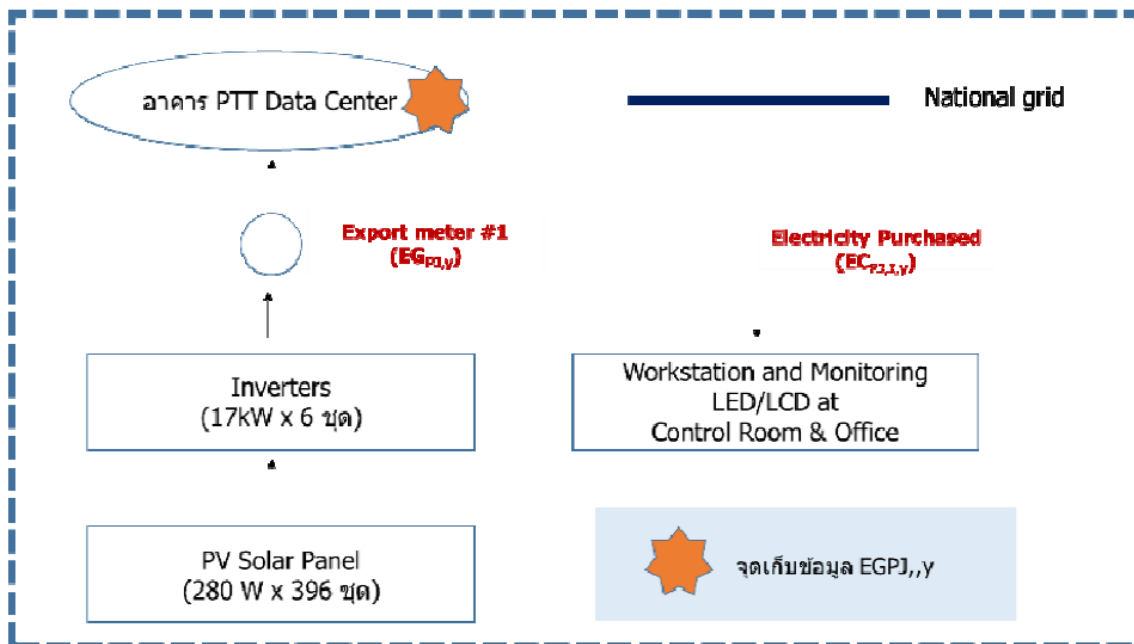 อาคาร PTT Data Center
National grid
Export meter #1
(EGPJ,y)
Electricity Purchased
(ECPJ,I,y)
Inverters
(17kW x 6 ชุด)
Workstation and Monitoring
LED/LCD at
Control Room & Office
PV Solar Panel
(280 W x 396 ชุด)
จุดเก็บข้อมูล EGPJ,,y